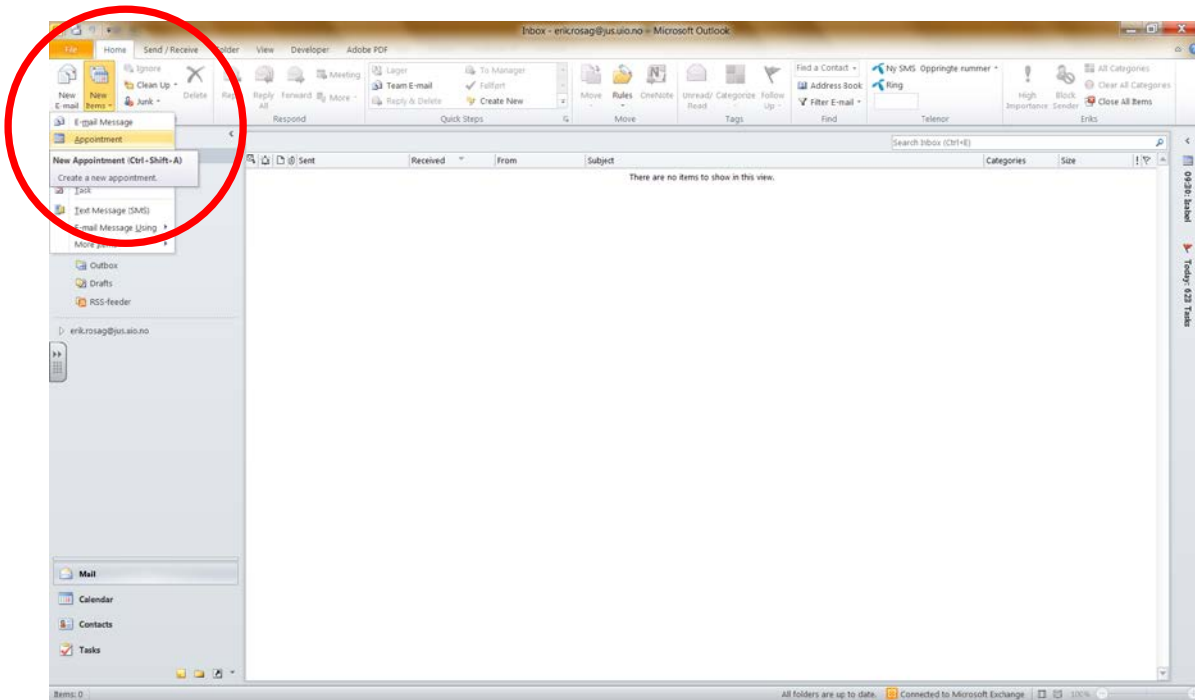 Inbox - erik.rosag@jus.uio.no - Microsoft Outlook
File Home Send / Receive Folder View Developer Adobe PDF
New E-mail
New Items
Ignore
Clean Up
Junk
Delete
Reply All
Forward
Meeting
More
Respond
Lager
Team E-mail
Reply & Delete
To Manager
Fullført
Create New
Quick Steps
Move
Rules
OneNote
Move
Unread/ Read
Categorize
Follow Up
Tags
Find a Contact
Address Book
Filter E-mail
Find
Ny SMS Oppringte nummer
Ring
Telenor
High Importance
Block Sender
All Categories
Clear All Categories
Close All Items
Eriks
E-mail Message
Appointment
New Appointment (Ctrl+Shift+A)
Create a new appointment.
Task
Text Message (SMS)
E-mail Message Using
More
Outbox
Drafts
RSS-feeder
erik.rosag@jus.uio.no
Search Inbox (Ctrl+E)
Sent Received From Subject Categories Size
There are no items to show in this view.
09:30: Isabel
Today: 623 Tasks
Mail
Calendar
Contacts
Tasks
Items: 0
All folders are up to date. Connected to Microsoft Exchange 100%